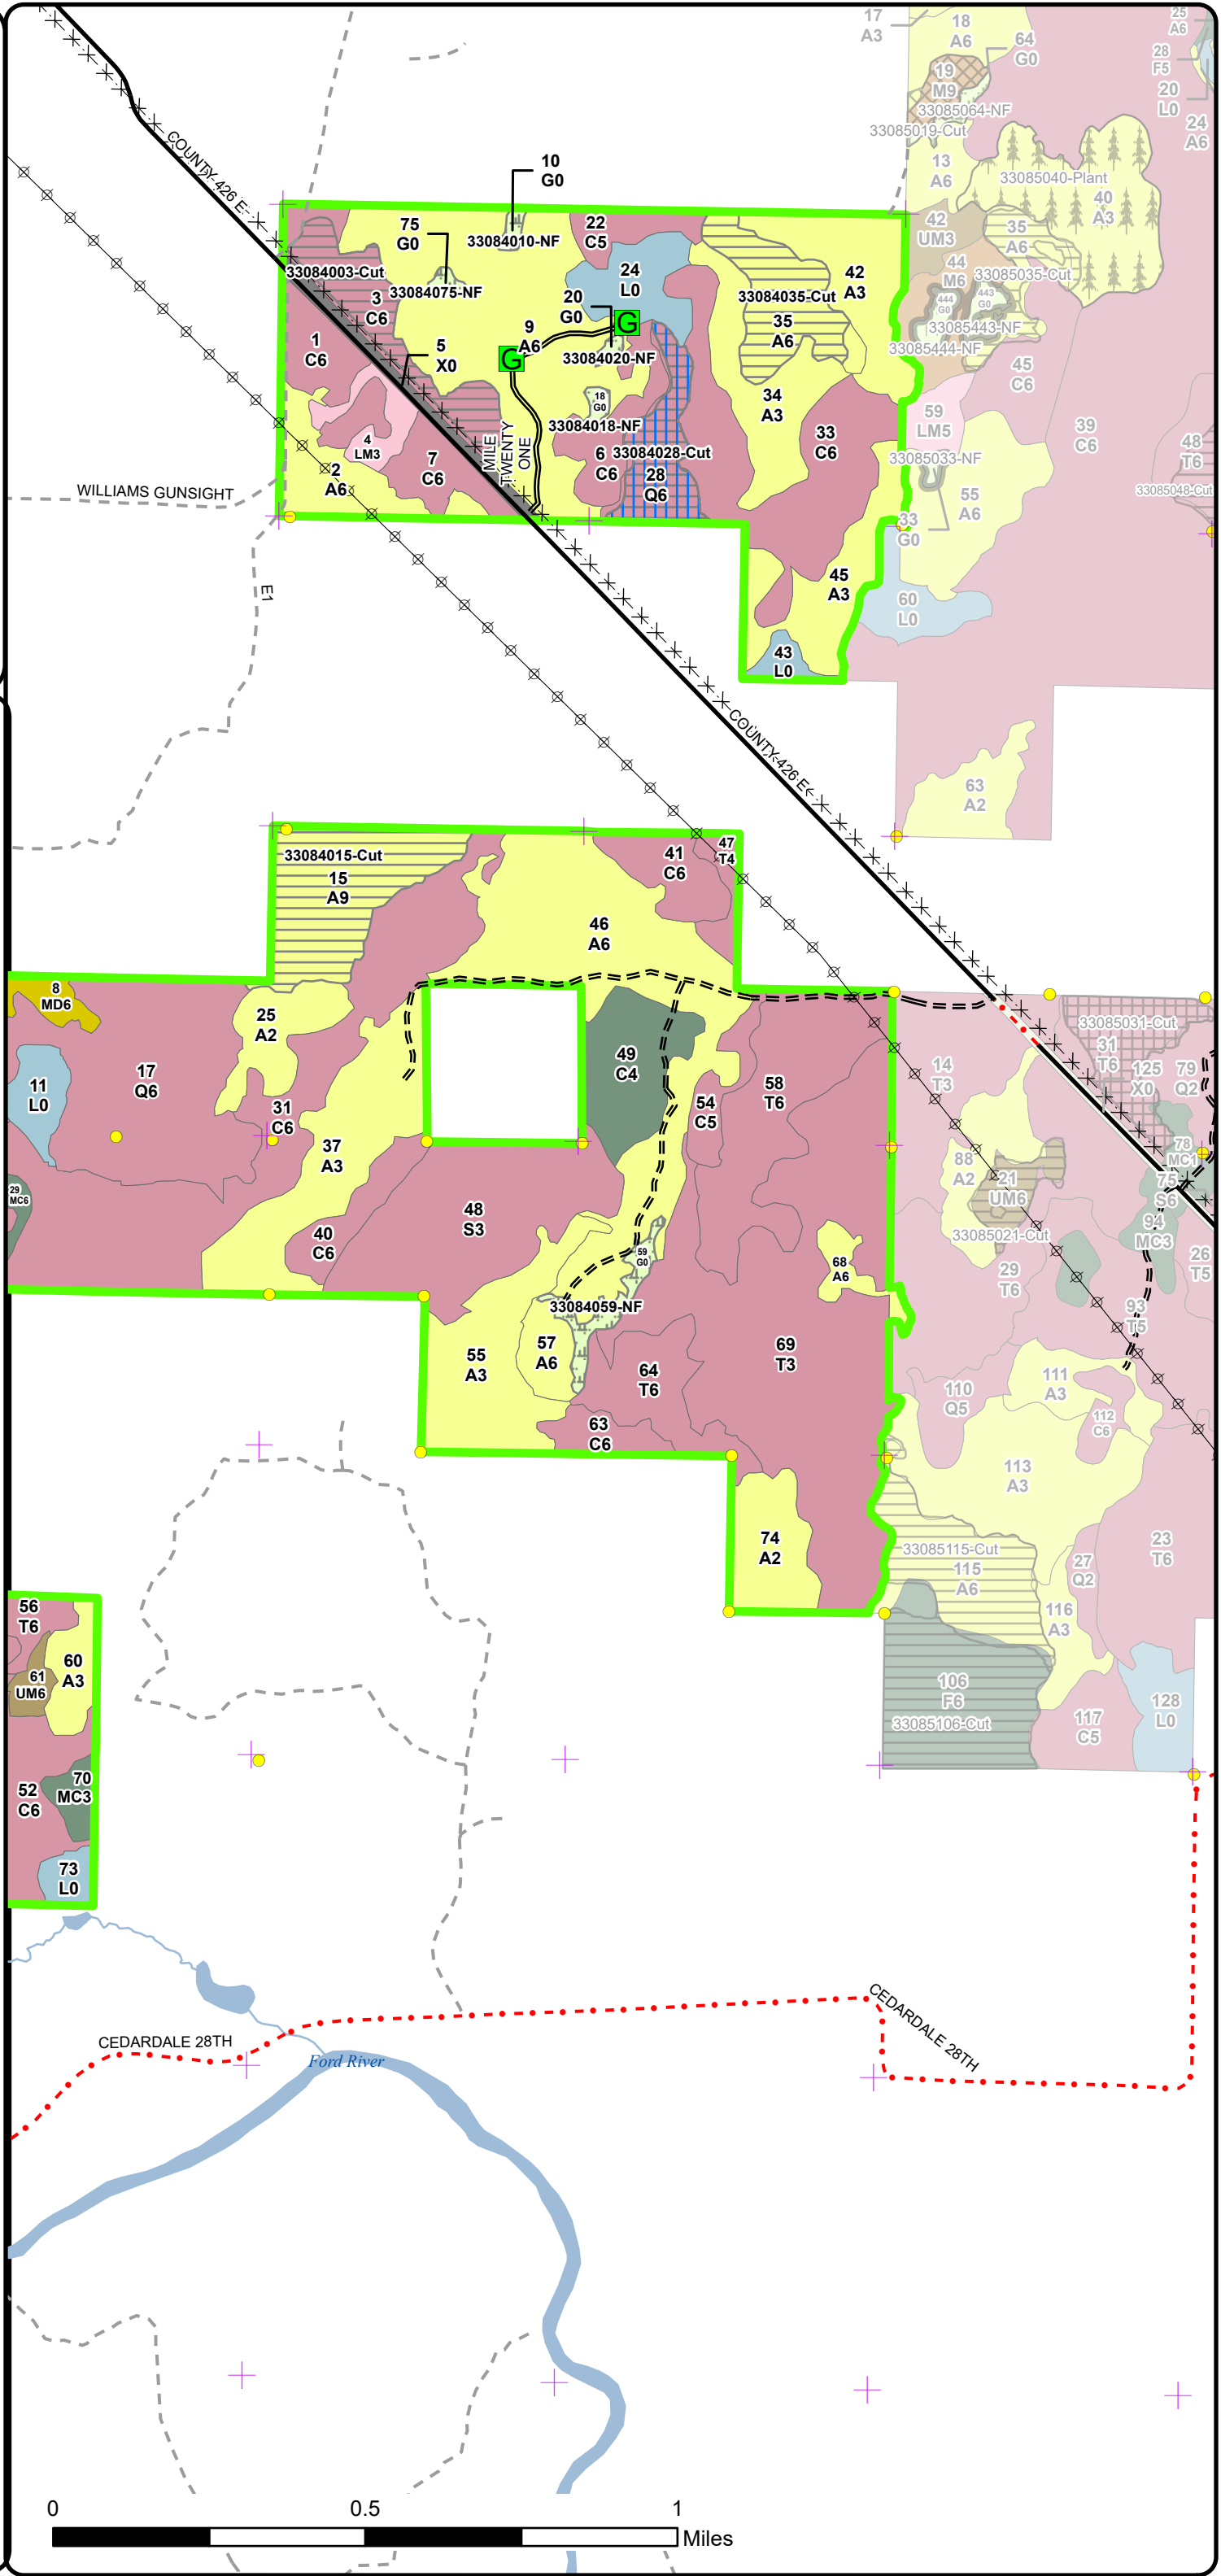 17
A3
18
A6
64
G0
25
A6
28
F5
20
L0
24
A6
19
M9
33085064-NF
33085019-Cut
COUNTY 426 E
10
G0
13
A6
33085040-Plant
40
A3
75
G0
33084010-NF
22
C5
42
UM3
35
A6
33084003-Cut
3
C6
33084075-NF
24
L0
42
A3
33084035-Cut
35
A6
44
M6
33085035-Cut
444
G0
443
G0
33085443-NF
33085444-NF
20
G0
9
A6
G
G
33084020-NF
1
C6
5
X0
45
C6
18
G0
33084018-NF
34
A3
33
C6
59
LM5
39
C6
48
T6
33085048-Cut
4
LM3
7
C6
MILE
TWENTY
ONE
6
C6
33084028-Cut
28
Q6
33085033-NF
55
A6
2
A6
WILLIAMS GUNSIGHT
33
G0
E1
45
A3
60
L0
43
L0
COUNTY 426 E
63
A2
33084015-Cut
15
A9
41
C6
47
T4
46
A6
8
MD6
25
A2
33085031-Cut
31
T6
125
X0
79
Q2
11
L0
17
Q6
31
C6
49
C4
54
C5
58
T6
14
T3
37
A3
78
MC1
29
MC6
88
A2
21
UM6
75
S6
33085021-Cut
94
MC3
26
T5
48
S3
40
C6
59
G0
68
A6
29
T6
33084059-NF
93
T5
55
A3
57
A6
64
T6
69
T3
63
C6
110
Q5
111
A3
112
C6
113
A3
74
A2
33085115-Cut
115
A6
27
Q2
23
T6
116
A3
56
T6
60
A3
61
UM6
106
F6
33085106-Cut
117
C5
128
L0
52
C6
70
MC3
73
L0
CEDARDALE 28TH
CEDARDALE 28TH
Ford River
0 0.5 1
Miles